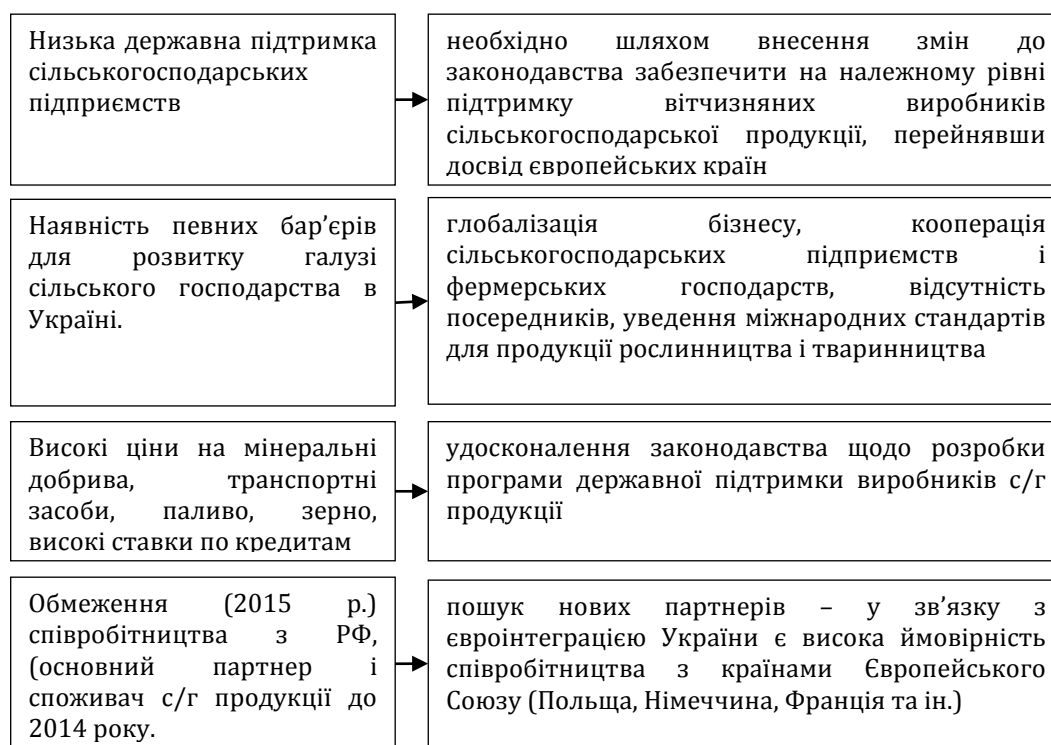 Низька державна підтримка
сільськогосподарських
підприємств
необхідно шляхом внесення змін до
законодавства забезпечити на належному рівні
підтримку вітчизняних виробників
сільськогосподарської продукції, перейнявши
досвід європейських країн
Наявність певних бар’єрів
для розвитку галузі
сільського господарства в
Україні.
глобалізація бізнесу, кооперація
сільськогосподарських підприємств і
фермерських господарств, відсутність
посередників, уведення міжнародних стандартів
для продукції рослинництва і тваринництва
Високі ціни на мінеральні
добрива, транспортні
засоби, паливо, зерно,
високі ставки по кредитам
удосконалення законодавства щодо розробки
програми державної підтримки виробників с/г
продукції
Обмеження (2015 р.)
співробітництва з РФ,
(основний партнер і
споживач с/г продукції до
2014 року.
пошук нових партнерів – у зв’язку з
євроінтеграцією України є висока ймовірність
співробітництва з країнами Європейського
Союзу (Польща, Німеччина, Франція та ін.)